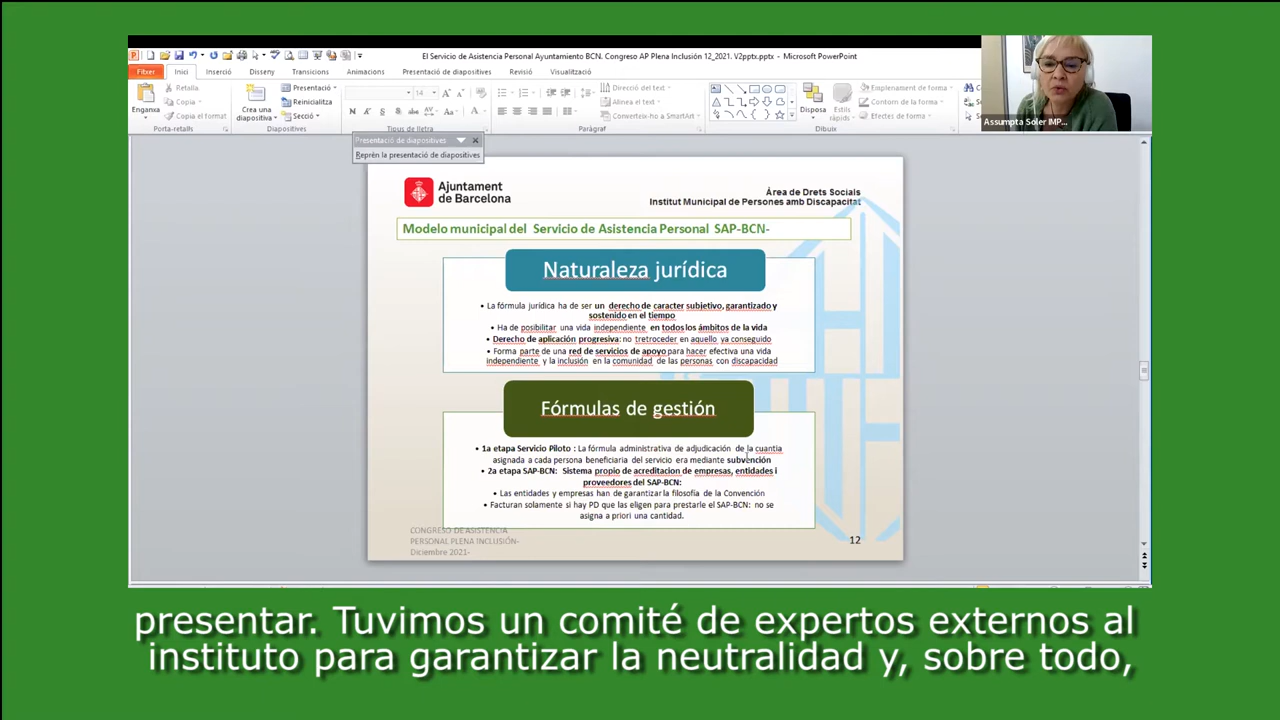 El Servicio de Asistencia Personal Ayuntamiento BCN. Congreso AP Plena Inclusión 12_2021. V2pptx.pptx - Microsoft PowerPoint
Fitxer Inici Inserció Disseny Transicions Animacions Presentació de diapositives Revisió Visualització
Enganxa
Retalla
Copia
Copia el format
Porta-retalls
Crea una diapositiva
Presentació
Reinicialitza
Secció
Diapositives
14
Tipus de lletra
Direcció del text
Alinea el text
Converteix-ho a SmartArt
Paràgraf
Disposa
Estils ràpids
Emplenament de forma
Contorn de la forma
Efectes de forma
Dibuix
Assumpta Soler IMP...
Presentació de diapositives
Reprèn la presentació de diapositives
Ajuntament
de Barcelona
Àrea de Drets Socials
Institut Municipal de Persones amb Discapacitat
Modelo municipal del Servicio de Asistencia Personal SAP-BCN-
Naturaleza jurídica
• La fórmula jurídica ha de ser un derecho de caracter subjetivo, garantizado y
sostenido en el tiempo
• Ha de posibilitar una vida independiente en todos los ámbitos de la vida
• Derecho de aplicación progresiva: no tretroceder en aquello ya conseguido
• Forma parte de una red de servicios de apoyo para hacer efectiva una vida
independiente y la inclusión en la comunidad de las personas con discapacidad
Fórmulas de gestión
• 1a etapa Servicio Piloto : La fórmula administrativa de adjudicación de la cuantia
asignada a cada persona beneficiaria del servicio era mediante subvención
• 2a etapa SAP-BCN: Sistema propio de acreditacion de empresas, entidades i
proveedores del SAP-BCN:
• Las entidades y empresas han de garantizar la filosofía de la Convención
• Facturan solamente si hay PD que las eligen para prestarle el SAP-BCN: no se
asigna a priori una cantidad.
CONGRESO DE ASISTENCIA
PERSONAL PLENA INCLUSIÓN-
Diciembre 2021-
12
presentar. Tuvimos un comité de expertos externos al
instituto para garantizar la neutralidad y, sobre todo,